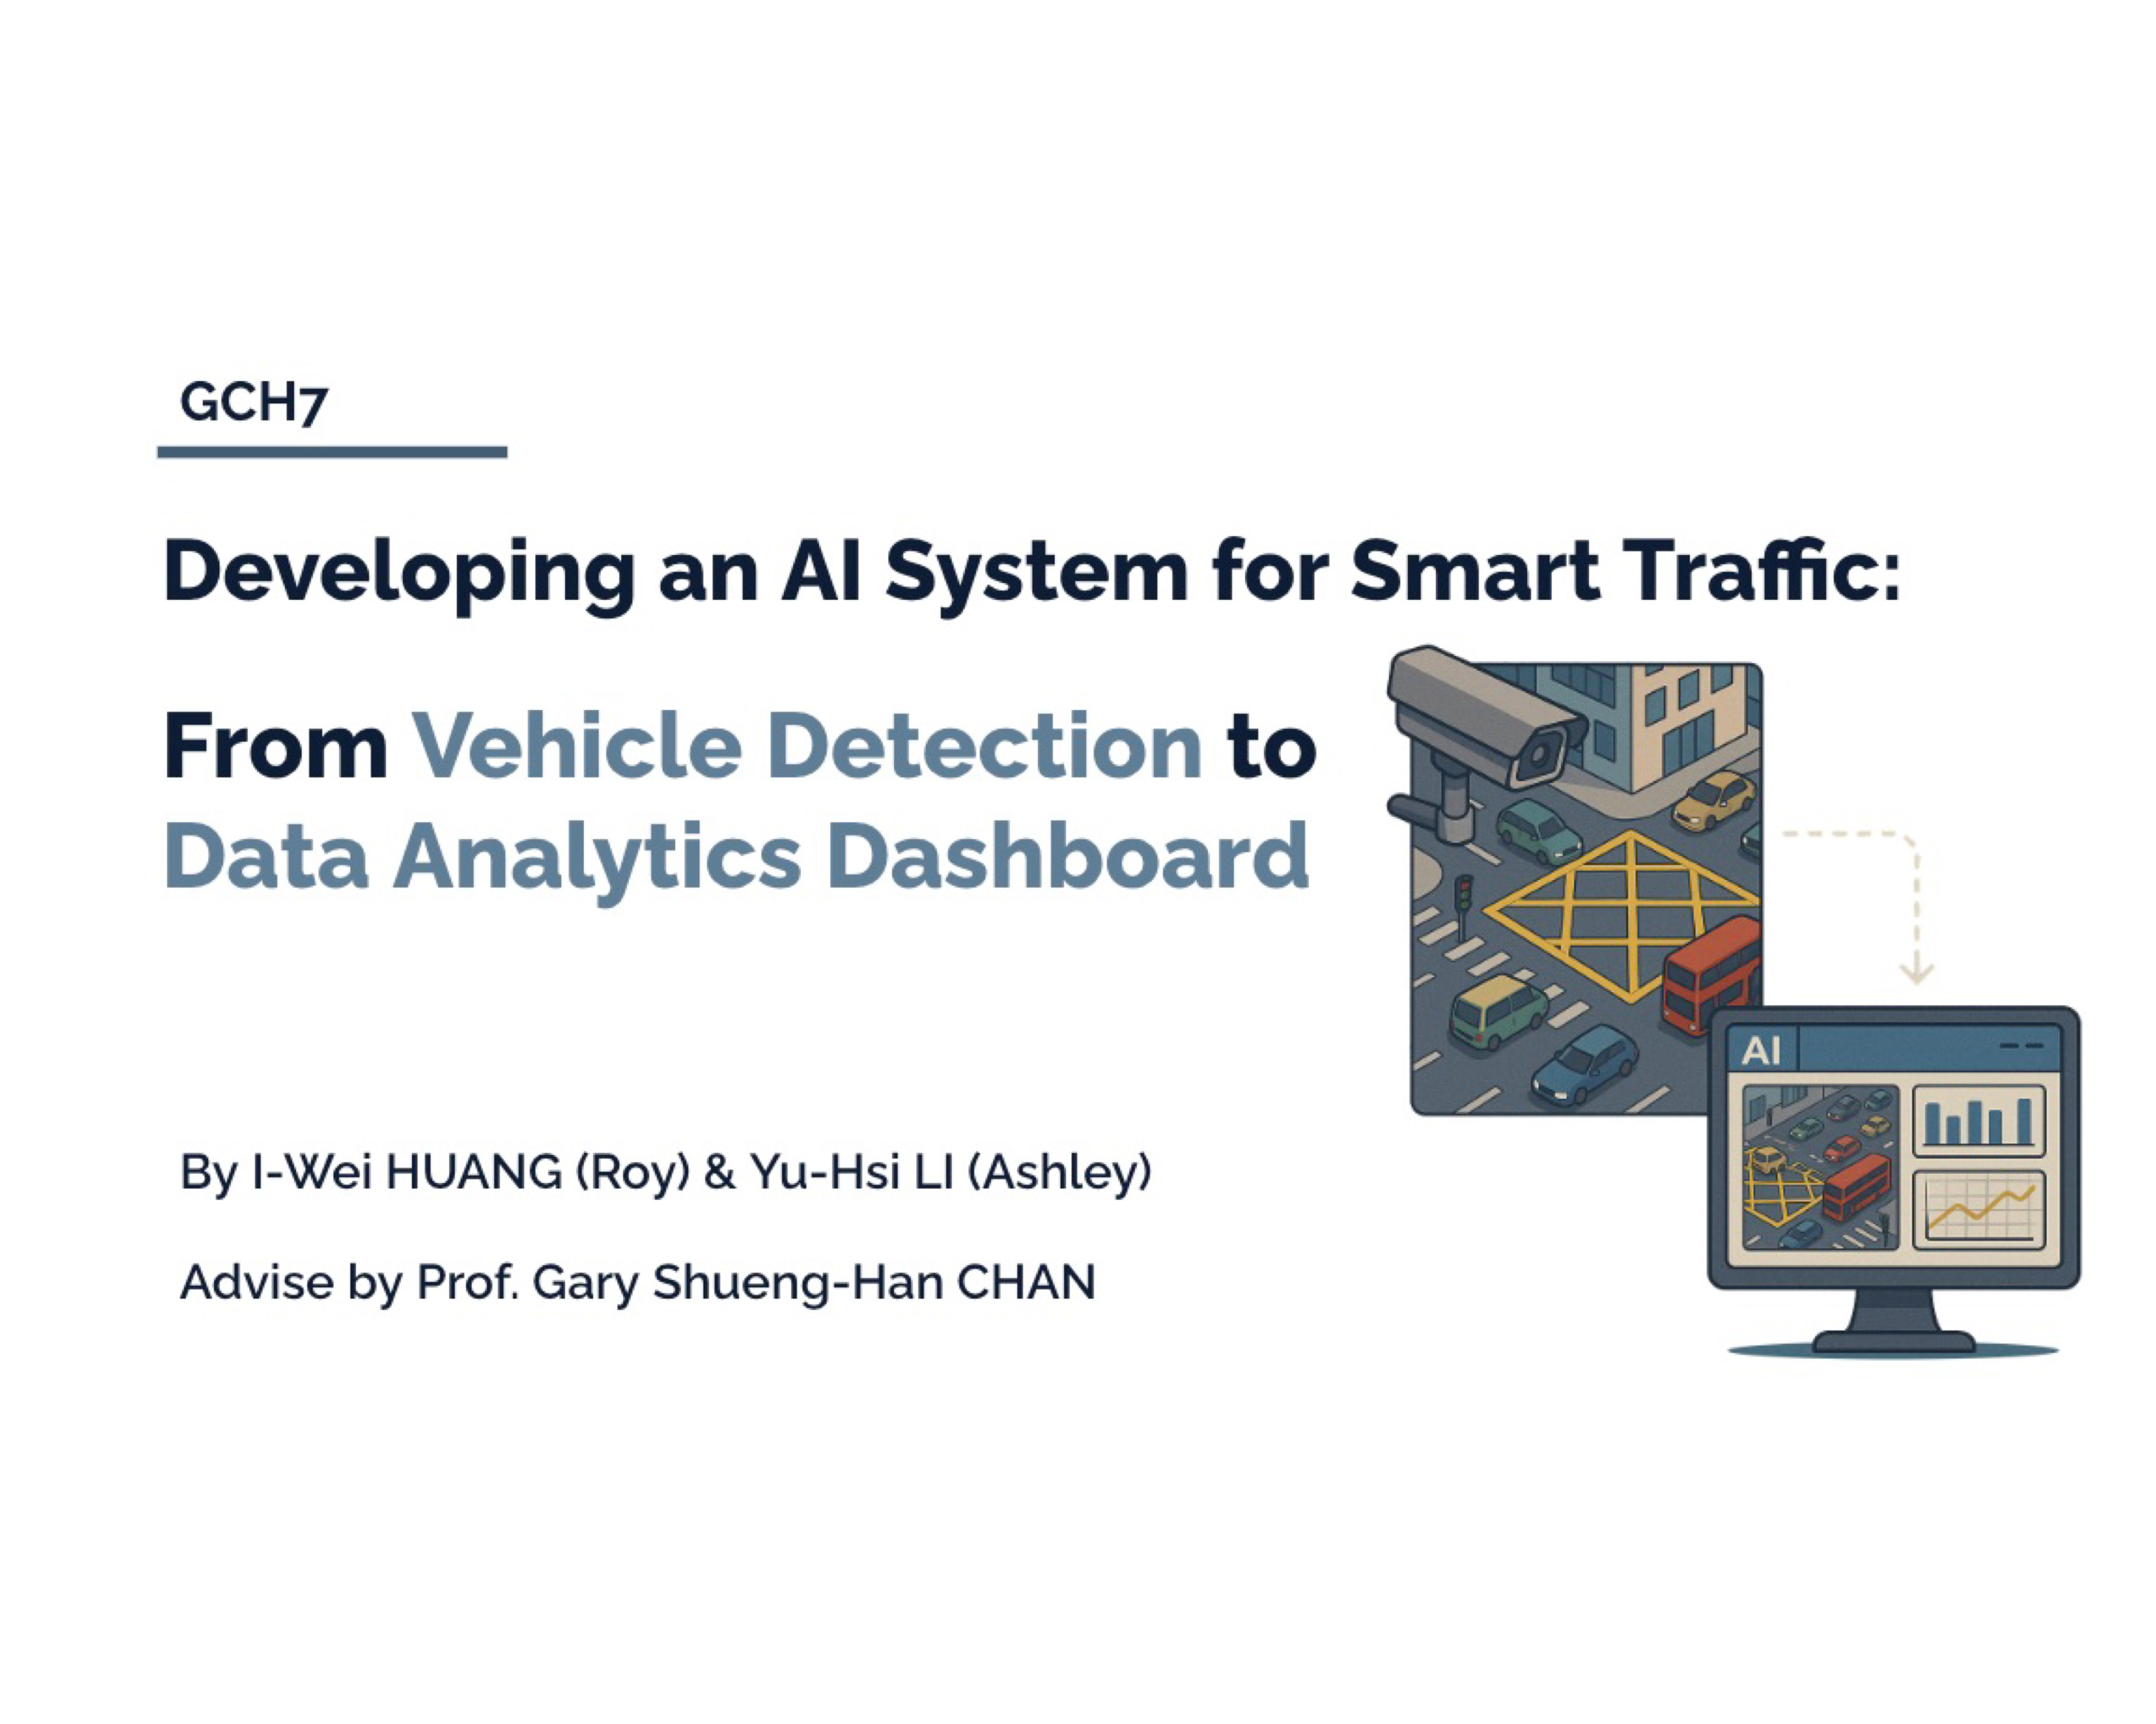 GCH7
Developing an AI System for Smart Traffic:
From Vehicle Detection to
Data Analytics Dashboard
By I-Wei HUANG (Roy) & Yu-Hsi LI (Ashley)
Advise by Prof. Gary Shueng-Han CHAN
AI